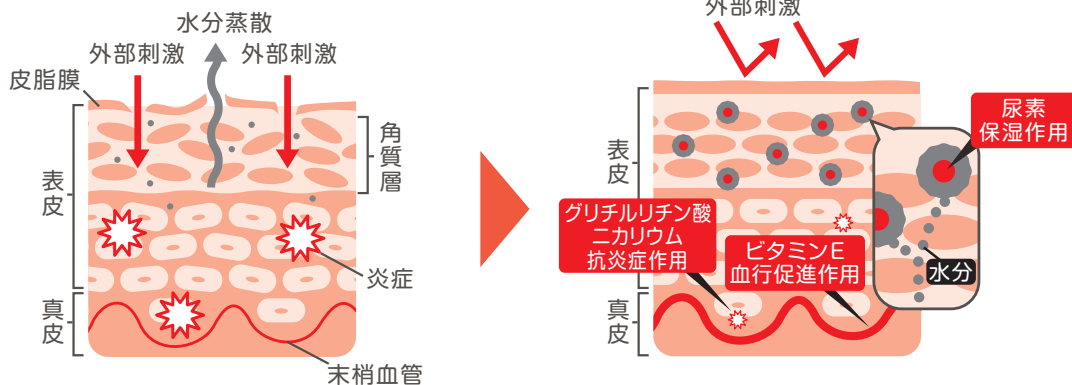 水分蒸散
外部刺激
外部刺激
皮脂膜
角質層
表皮
炎症
真皮
末梢血管
外部刺激
尿素
保湿作用
表皮
グリチルリチン酸
ニカリウム
抗炎症作用
ビタミンE
血行促進作用
水分
真皮